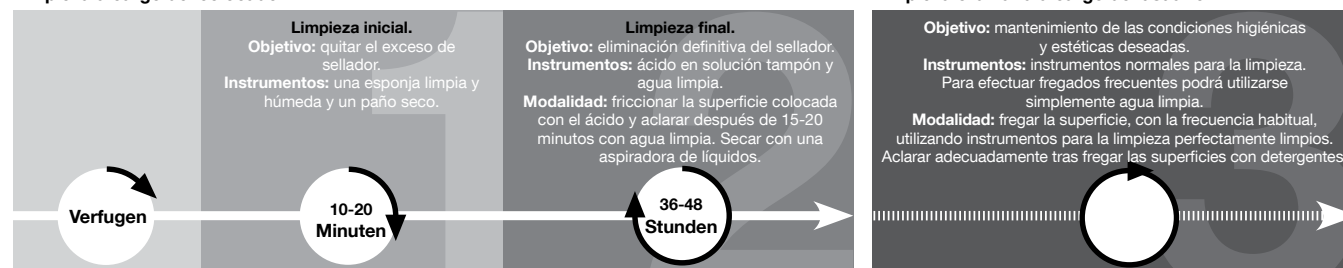 Limpieza inicial.
Objetivo: quitar el exceso de
sellador.
Instrumentos: una esponja limpia y
húmeda y un paño seco.
Limpieza final.
Objetivo: eliminación definitiva del sellador.
Instrumentos: ácido en solución tampón y
agua limpia.
Modalidad: friccionar la superficie colocada
con el ácido y aclarar después de 15-20
minutos con agua limpia. Secar con una
aspiradora de líquidos.
Verfugen
10-20
Minuten
36-48
Stunden
1
2
Objetivo: mantenimiento de las condiciones higiénicas
y estéticas deseadas.
Instrumentos: instrumentos normales para la limpieza.
Para efectuar fregados frecuentes podrá utilizarse
simplemente agua limpia.
Modalidad: fregar la superficie, con la frecuencia habitual,
utilizando instrumentos para la limpieza perfectamente limpios.
Aclarar adecuadamente tras fregar las superficies con detergentes
3